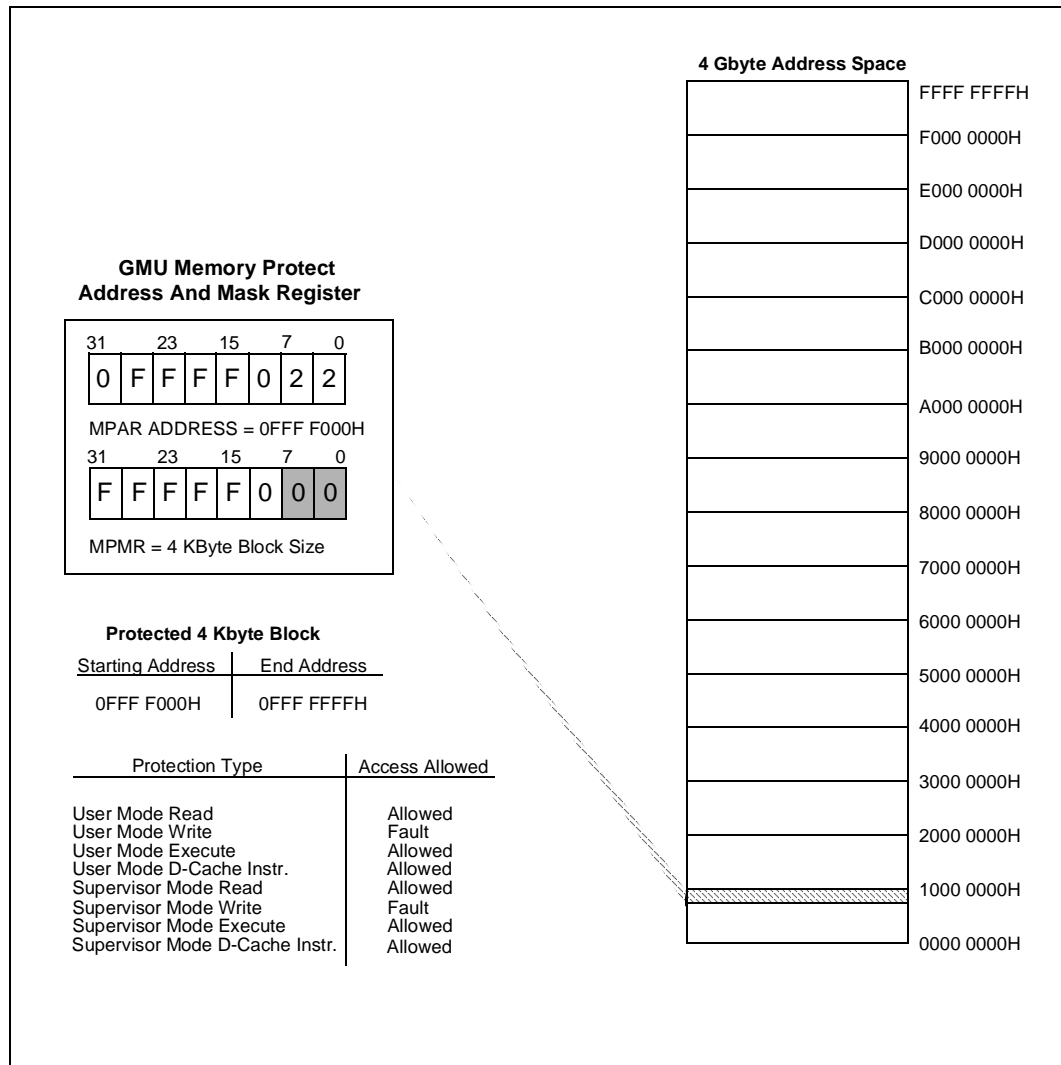 4 Gbyte Address Space
FFFF FFFFH
F000 0000H
E000 0000H
D000 0000H
C000 0000H
B000 0000H
A000 0000H
9000 0000H
8000 0000H
7000 0000H
6000 0000H
5000 0000H
4000 0000H
3000 0000H
2000 0000H
1000 0000H
0000 0000H
GMU Memory Protect
Address And Mask Register
31 23 15 7 0
0 F F F F 0 2 2
MPAR ADDRESS = 0FFF F000H
31 23 15 7 0
F F F F F 0 0 0
MPMR = 4 KByte Block Size
Protected 4 Kbyte Block
Starting Address End Address
0FFF F000H 0FFF FFFFH
Protection Type Access Allowed
User Mode Read Allowed
User Mode Write Fault
User Mode Execute Allowed
User Mode D-Cache Instr. Allowed
Supervisor Mode Read Allowed
Supervisor Mode Write Fault
Supervisor Mode Execute Allowed
Supervisor Mode D-Cache Instr. Allowed